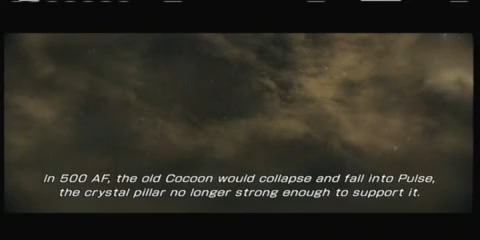 In 500 AF, the old Cocoon would collapse and fall into Pulse,
the crystal pillar no longer strong enough to support it.